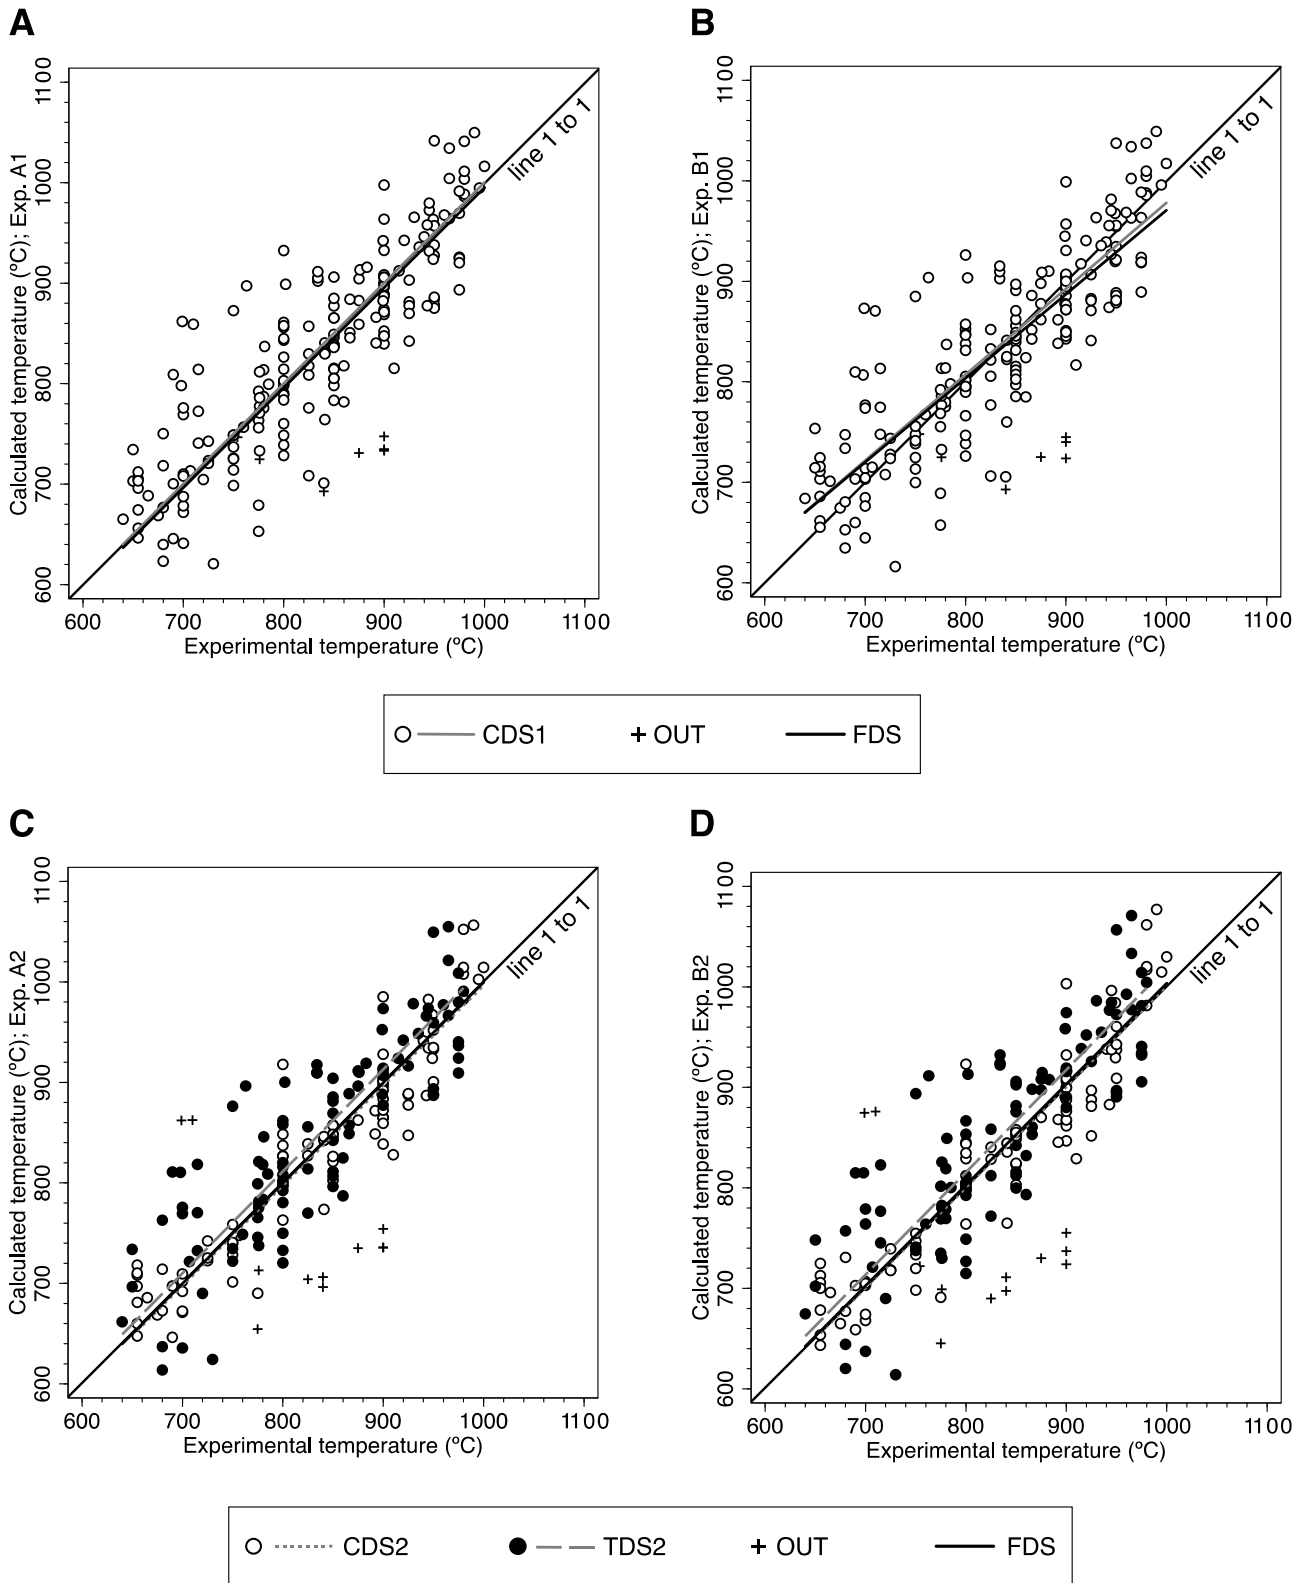 A
B
Calculated temperature (ºC); Exp. A1
600 700 800 900 1000 1100
line 1 to 1
600 700 800 900 1000 1100
Experimental temperature (ºC)
Calculated temperature (ºC); Exp. B1
600 700 800 900 1000 1100
line 1 to 1
600 700 800 900 1000 1100
Experimental temperature (ºC)
CDS1 OUT FDS
C
D
Calculated temperature (ºC); Exp. A2
600 700 800 900 1000 1100
line 1 to 1
600 700 800 900 1000 1100
Experimental temperature (ºC)
Calculated temperature (ºC); Exp. B2
600 700 800 900 1000 1100
line 1 to 1
600 700 800 900 1000 1100
Experimental temperature (ºC)
CDS2 TDS2 OUT FDS